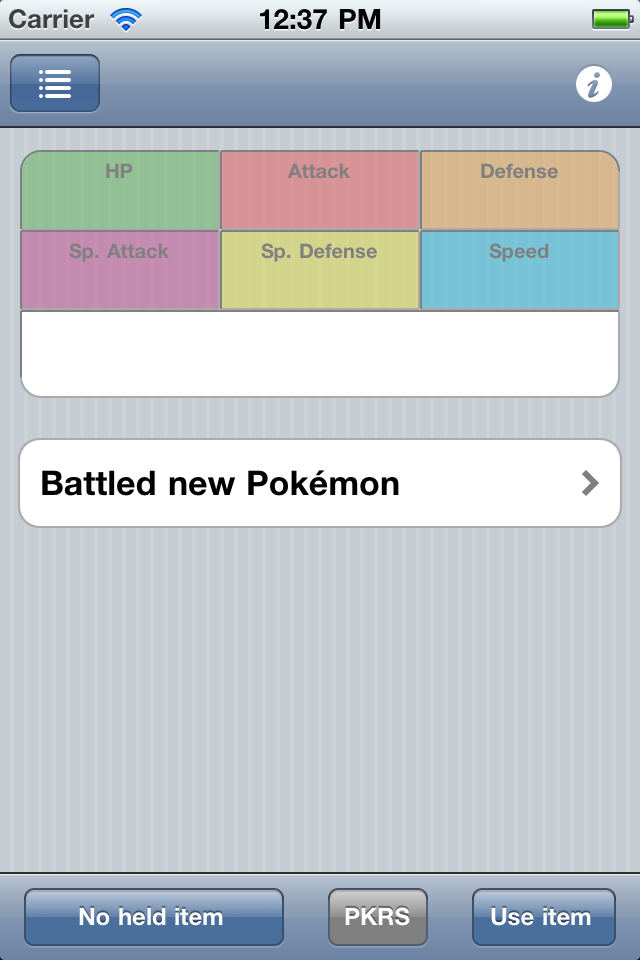 Carrier 12:37 PM
HP Attack Defense
Sp. Attack Sp. Defense Speed
Battled new Pokémon
No held item PKRS Use item